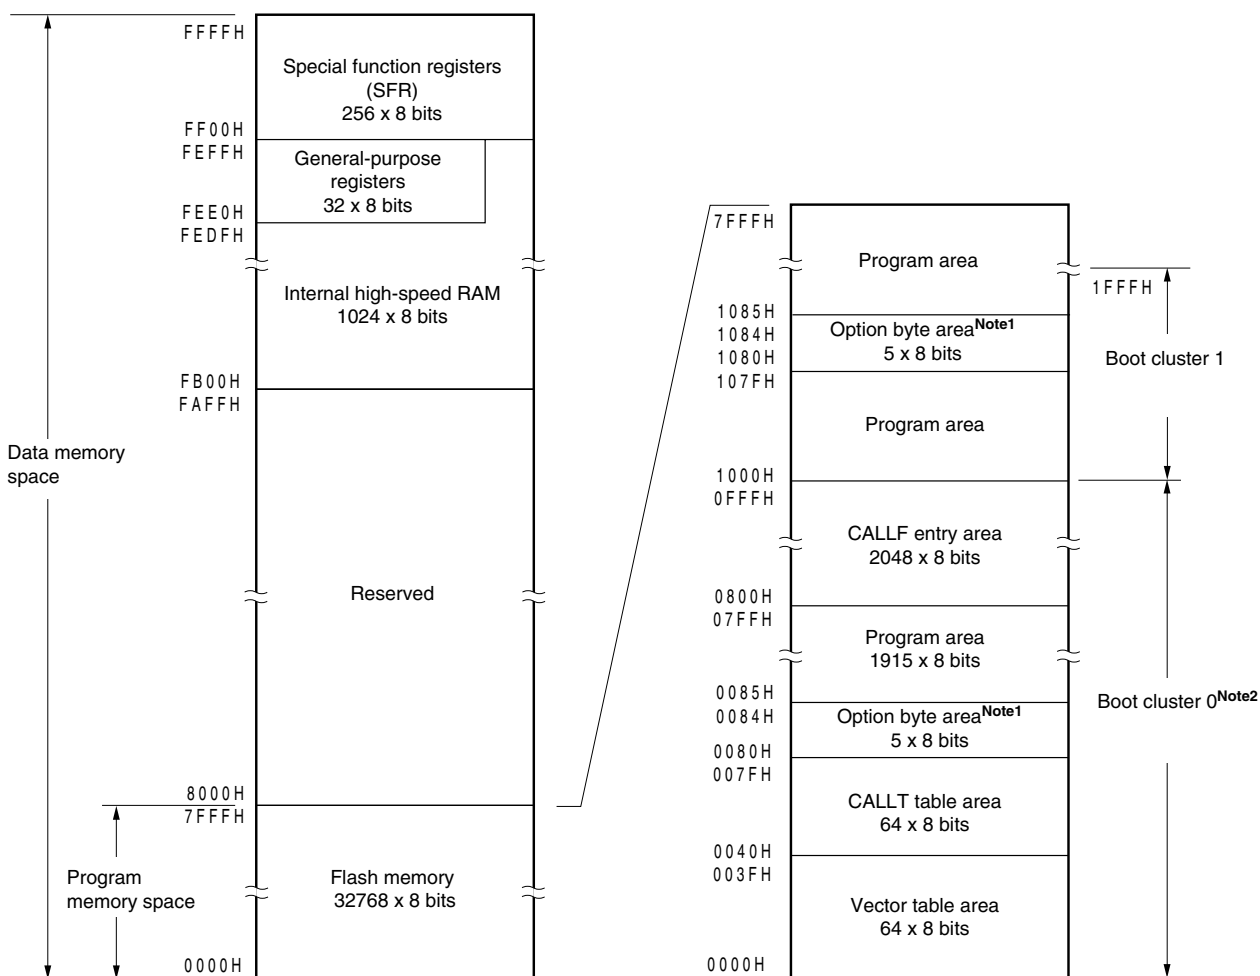 FFFFH
Special function registers
(SFR)
256 x 8 bits
FF00H
FEFFH
General-purpose
registers
32 x 8 bits
FEE0H
FEDFH
Internal high-speed RAM
1024 x 8 bits
FB00H
FAFFH
Data memory
space
Reserved
8000H
7FFFH
Program
memory space
Flash memory
32768 x 8 bits
0000H
7FFFH
Program area
1FFFH
1085H
1084H
Option byte areaNote1
5 x 8 bits
1080H
107FH
Boot cluster 1
Program area
1000H
0FFFH
CALLF entry area
2048 x 8 bits
0800H
07FFH
Program area
1915 x 8 bits
0085H
0084H
Option byte areaNote1
5 x 8 bits
Boot cluster 0Note2
0080H
007FH
CALLT table area
64 x 8 bits
0040H
003FH
Vector table area
64 x 8 bits
0000H